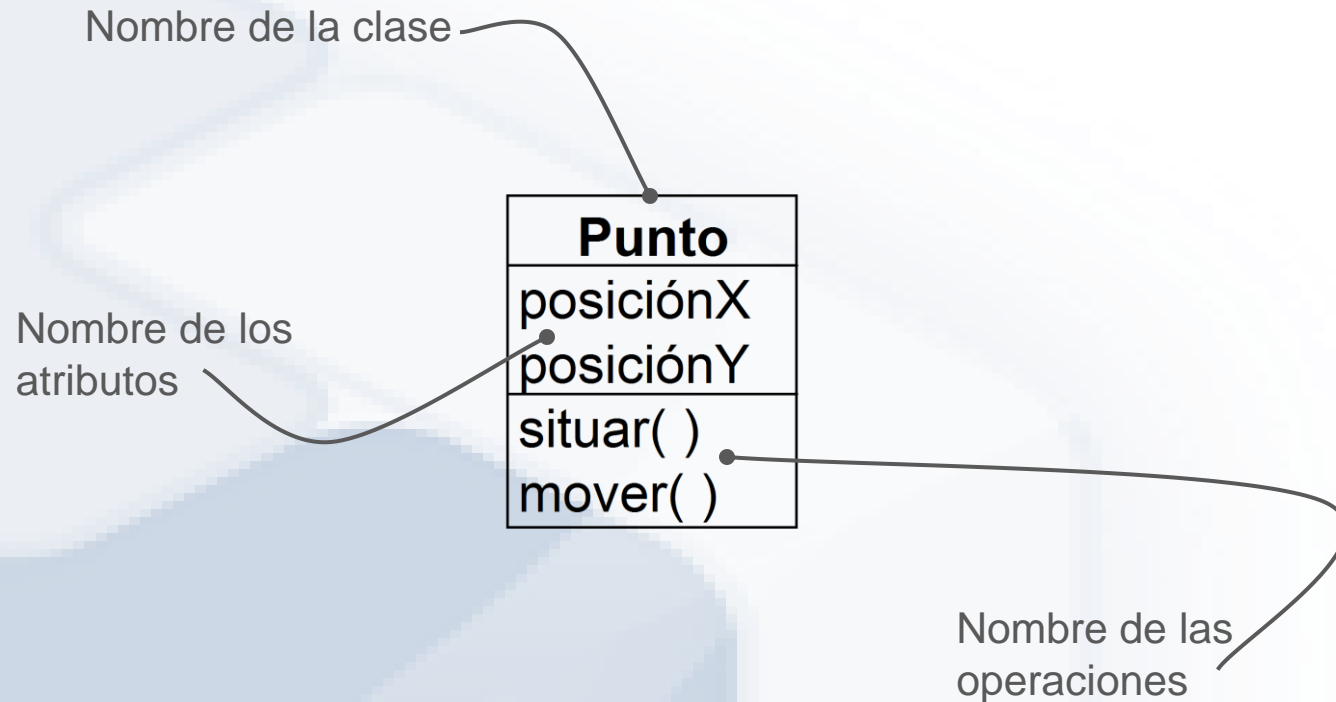 Nombre de la clase
Punto
posiciónX
posiciónY
situar( )
mover( )
Nombre de los
atributos
Nombre de las
operaciones